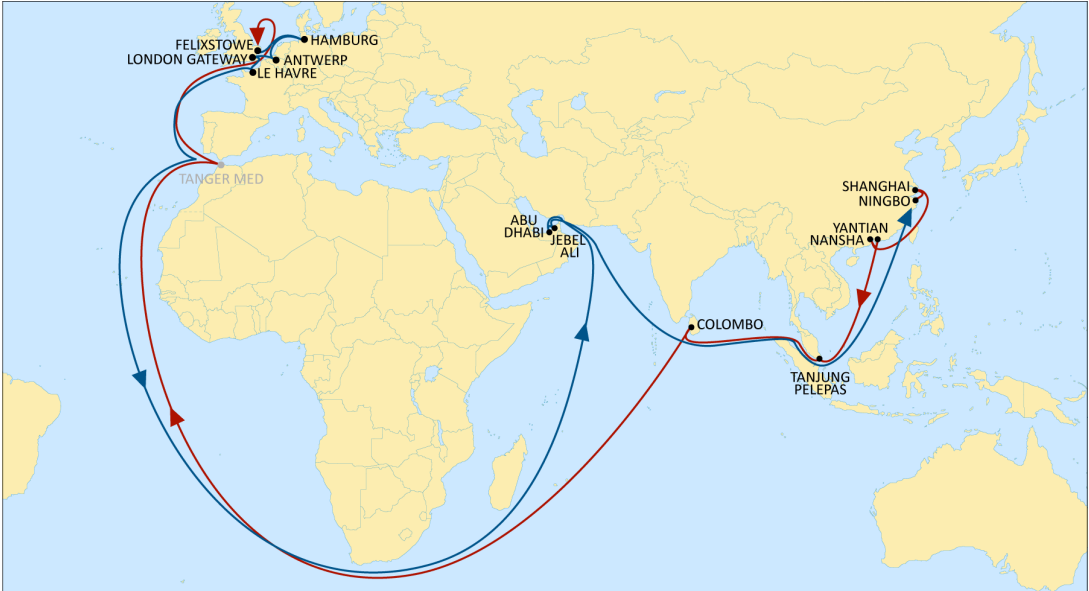 HAMBURG
FELIXSTOWE
LONDON GATEWAY
ANTWERP
LE HAVRE
TANGER MED
SHANGHAI
NINGBO
ABU
DHABI
JEBEL
ALI
YANTIAN
NANSHA
COLOMBO
TANJUNG
PELEPAS